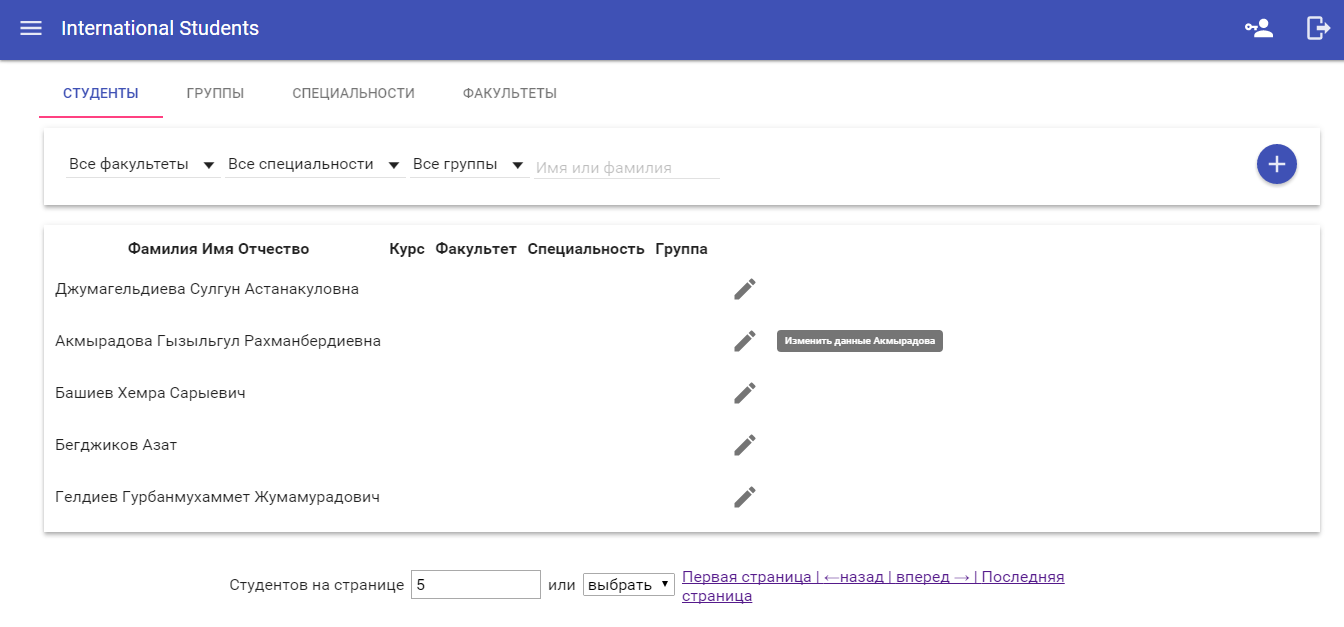 International Students
СТУДЕНТЫ ГРУППЫ СПЕЦИАЛЬНОСТИ ФАКУЛЬТЕТЫ
Все факультеты Все специальности Все группы Имя или фамилия
Фамилия Имя Отчество Курс Факультет Специальность Группа
Джумагельдиева Сулгун Астанакуловна
Акмырадова Гызыльгул Рахманбердиевна Изменить данные Акмырадова
Башиев Хемра Сарыевич
Бегджиков Азат
Гелдиев Гурбанмухаммет Жумамурадович
Студентов на странице 5 или выбрать Первая страница | ←назад | вперед → | Последняя
страница